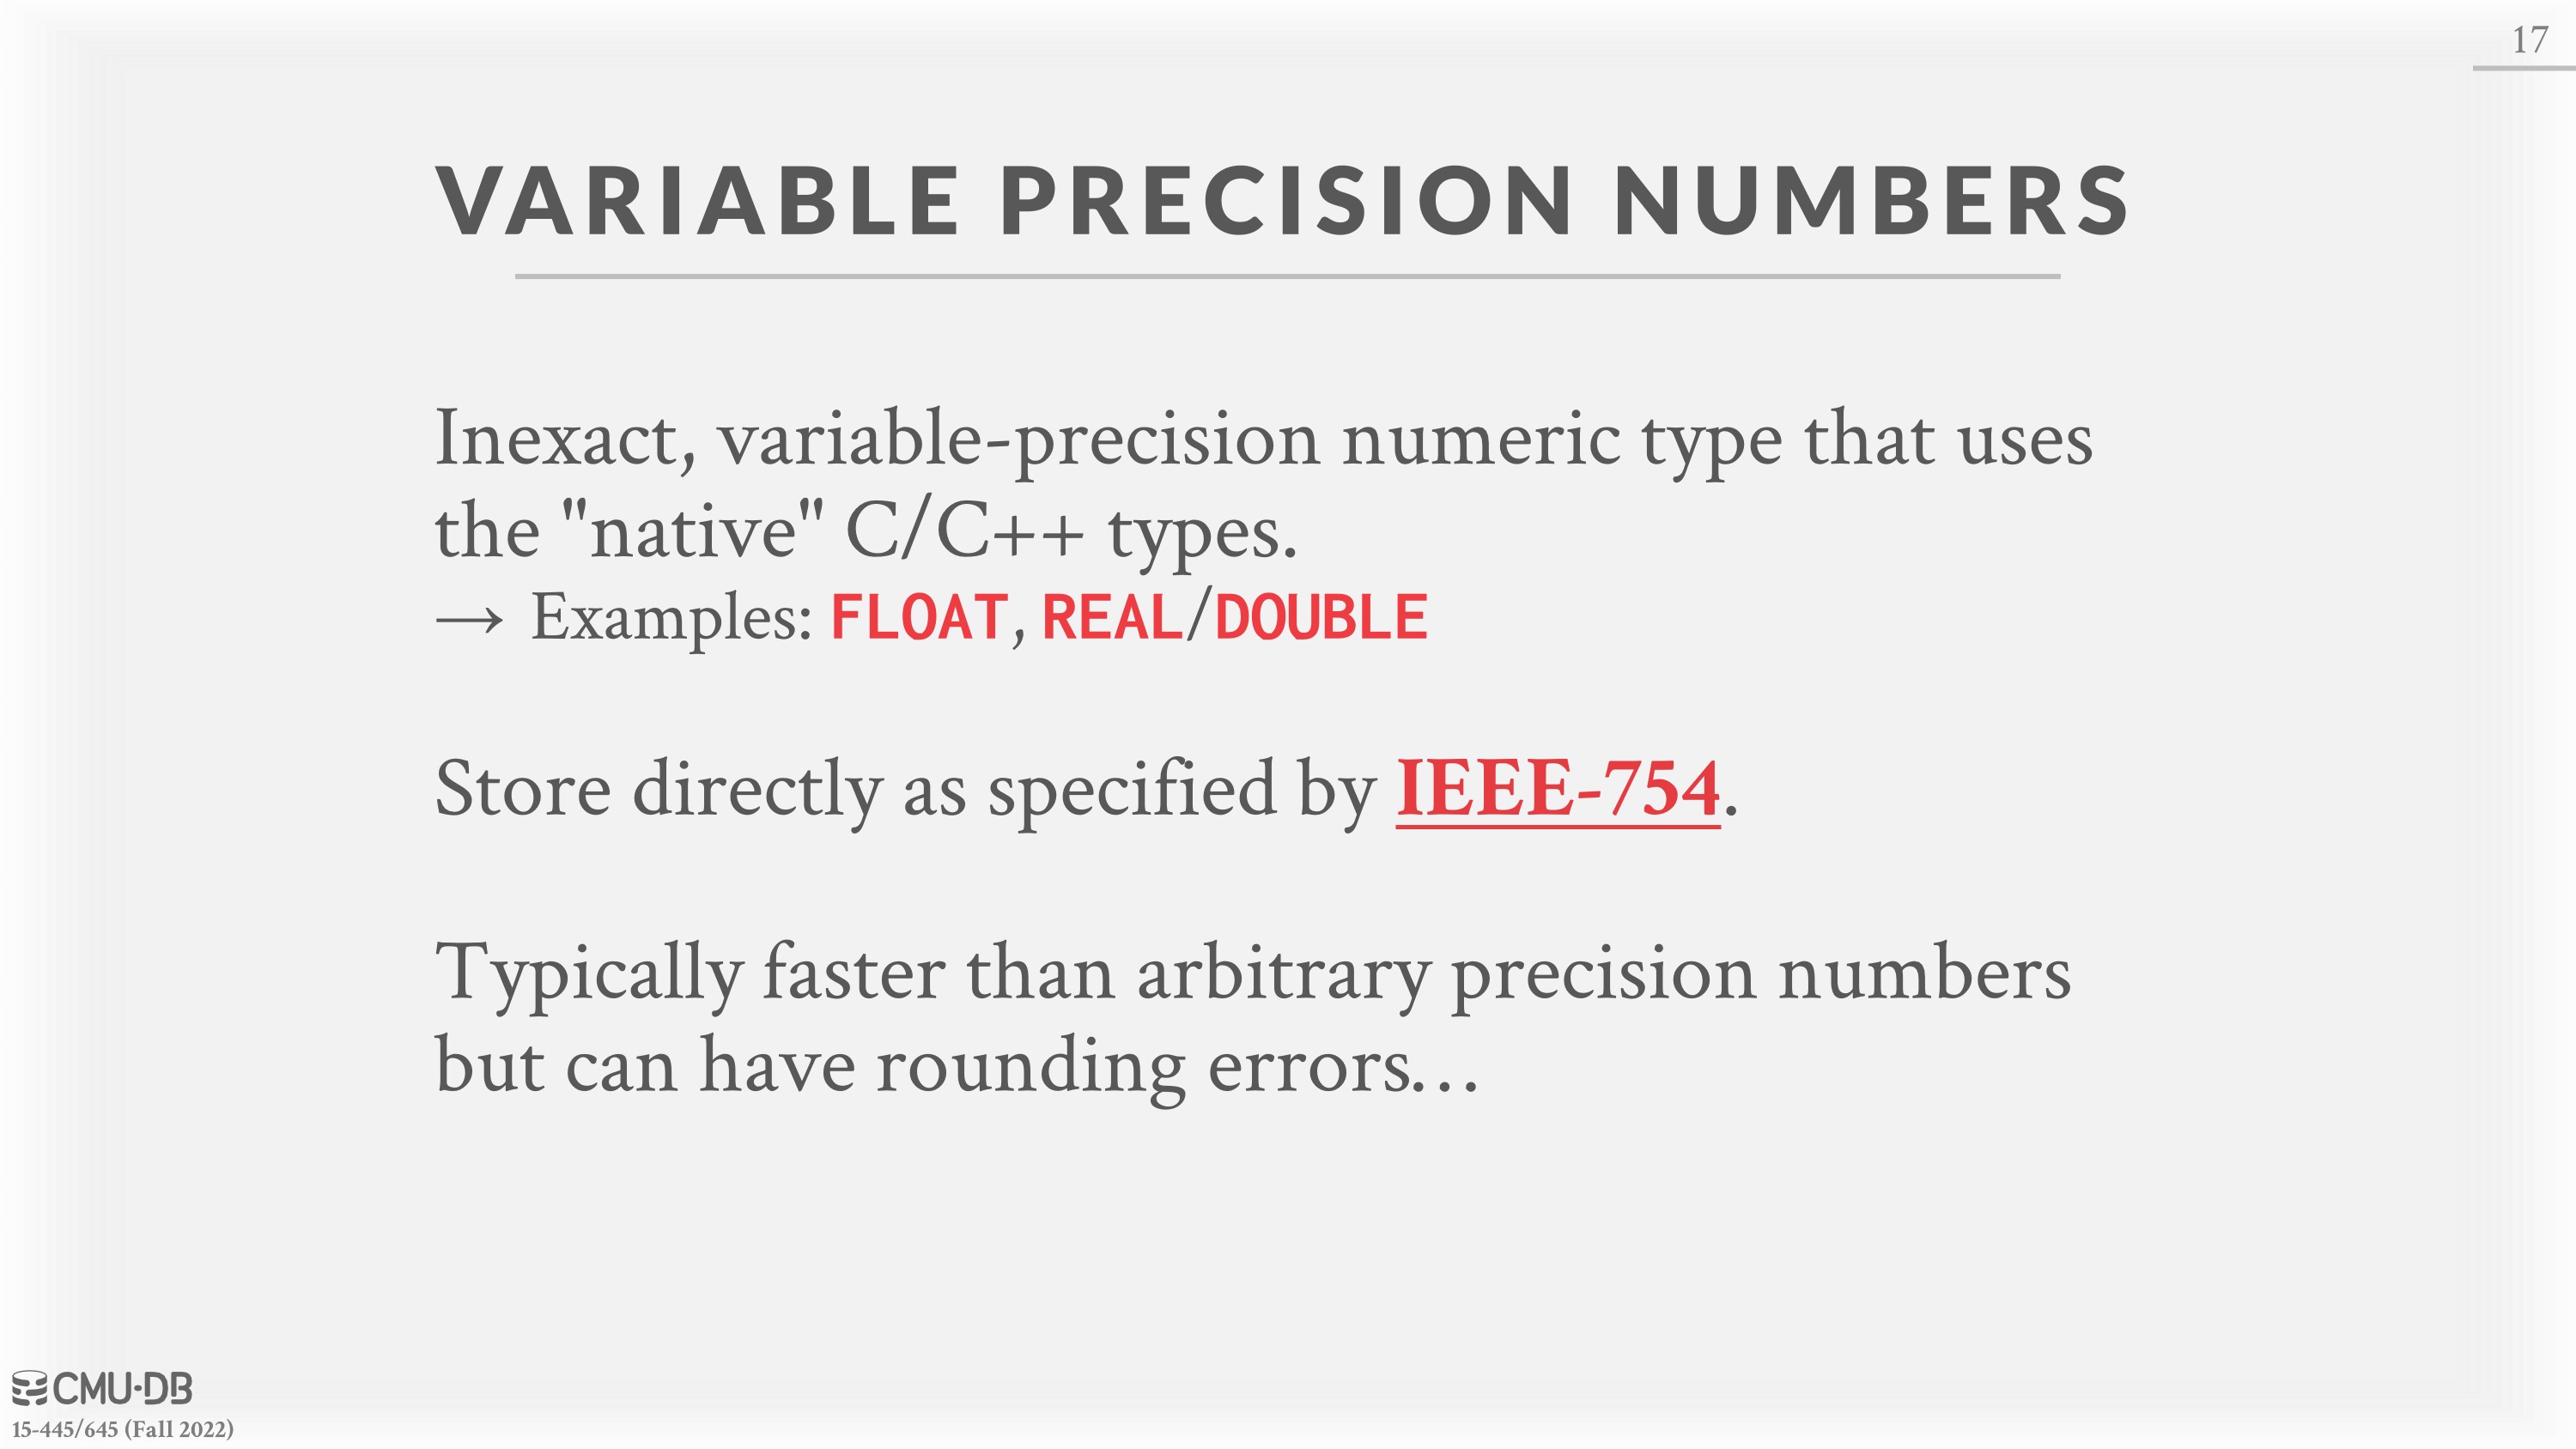 17
VARIABLE PRECISION NUMBERS
Inexact, variable-precision numeric type that uses
the "native" C/C++ types.
→ Examples: FLOAT, REAL/DOUBLE
Store directly as specified by IEEE-754.
Typically faster than arbitrary precision numbers
but can have rounding errors…
CMU·DB
15-445/645 (Fall 2022)